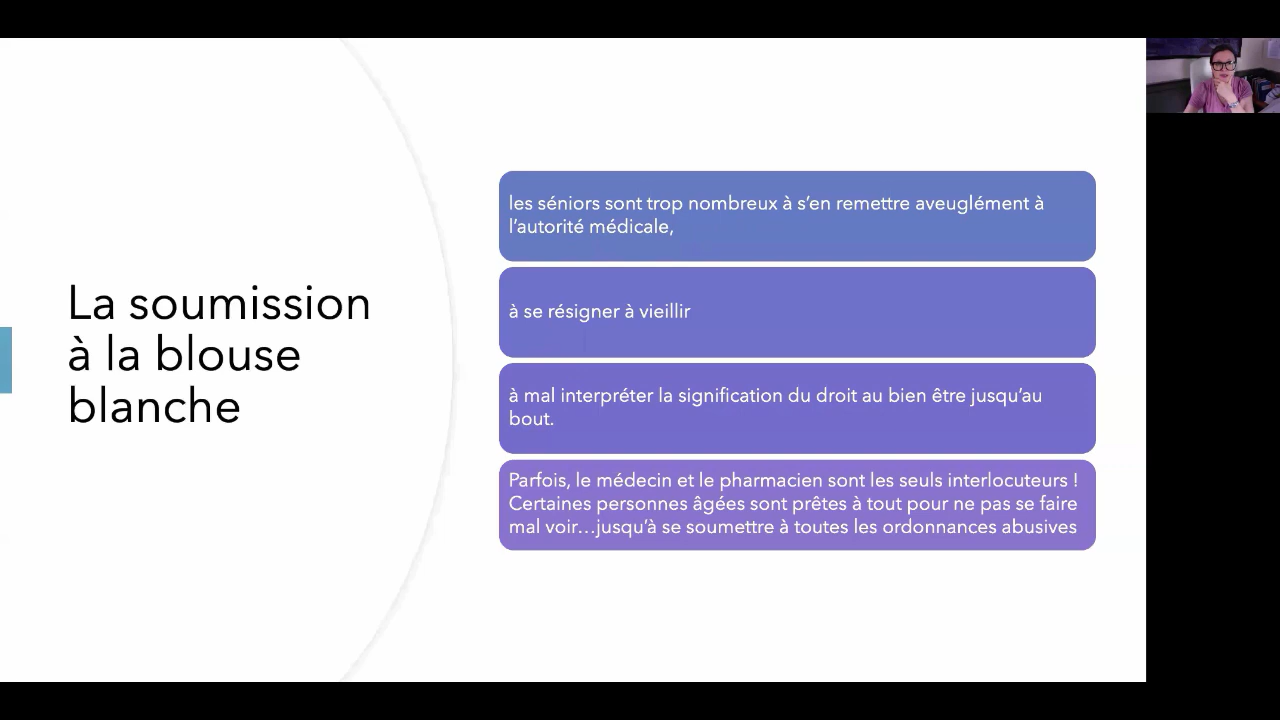 La soumission
à la blouse
blanche
les séniors sont trop nombreux à s’en remettre aveuglément à
l’autorité médicale,
à se résigner à vieillir
à mal interpréter la signification du droit au bien être jusqu’au
bout.
Parfois, le médecin et le pharmacien sont les seuls interlocuteurs !
Certaines personnes âgées sont prêtes à tout pour ne pas se faire
mal voir…jusqu’à se soumettre à toutes les ordonnances abusives